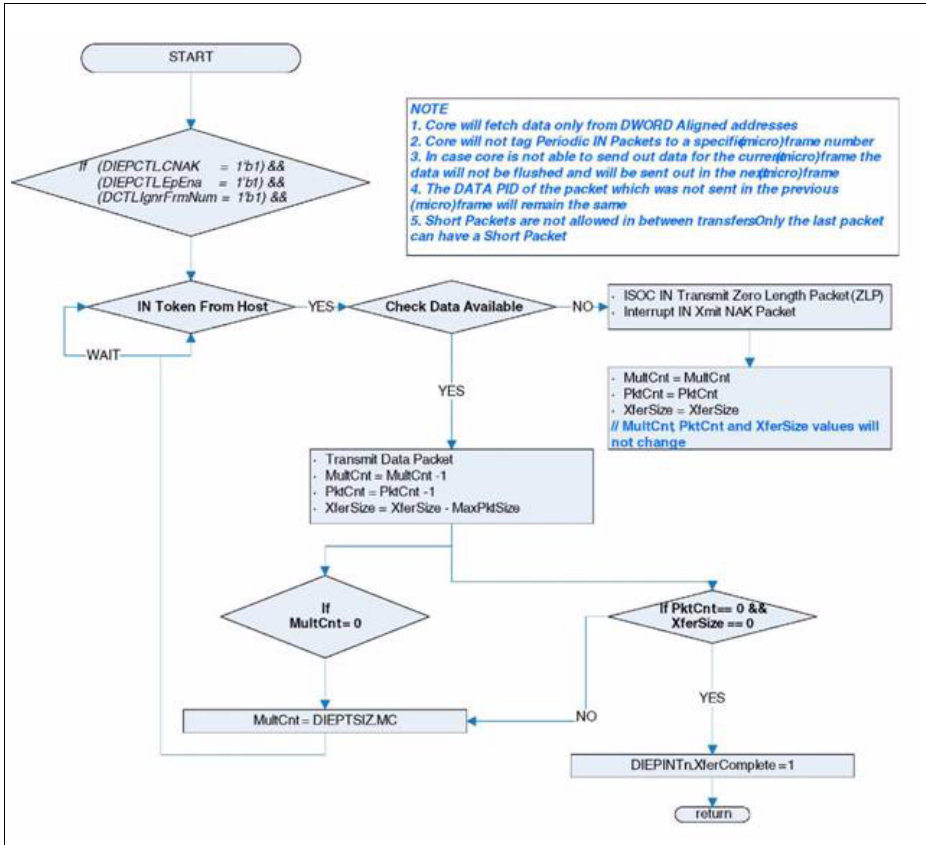 START
If (DIEPCTL.CNAK = 1'b1) &&
(DIEPCTL.EpEna = 1'b1) &&
(DCTL.IgnrFrmNum = 1'b1) &&
NOTE
1. Core will fetch data only from DWORD Aligned addresses
2. Core will not tag Periodic IN Packets to a specific(micro)frame number
3. In case core is not able to send out data for the current(micro)frame the
data will not be flushed and will be sent out in the next(micro)frame
4. The DATA PID of the packet which was not sent in the previous
(micro)frame will remain the same
5. Short Packets are not allowed in between transfersOnly the last packet
can have a Short Packet
IN Token From Host
YES
Check Data Available
NO
· ISOC IN Transmit Zero Length Packet(ZLP)
· Interrupt IN Xmit NAK Packet
WAIT
· MultCnt = MultCnt
· PktCnt = PktCnt
· XferSize = XferSize
// MultCnt, PktCnt and XferSize values will
not change
YES
· Transmit Data Packet
· MultCnt = MultCnt -1
· PktCnt = PktCnt -1
· XferSize = XferSize - MaxPktSize
If
MultCnt= 0
If PktCnt== 0 &&
XferSize == 0
YES
NO
MultCnt = DIEPTSIZ.MC
DIEPINTn.XferComplete = 1
return